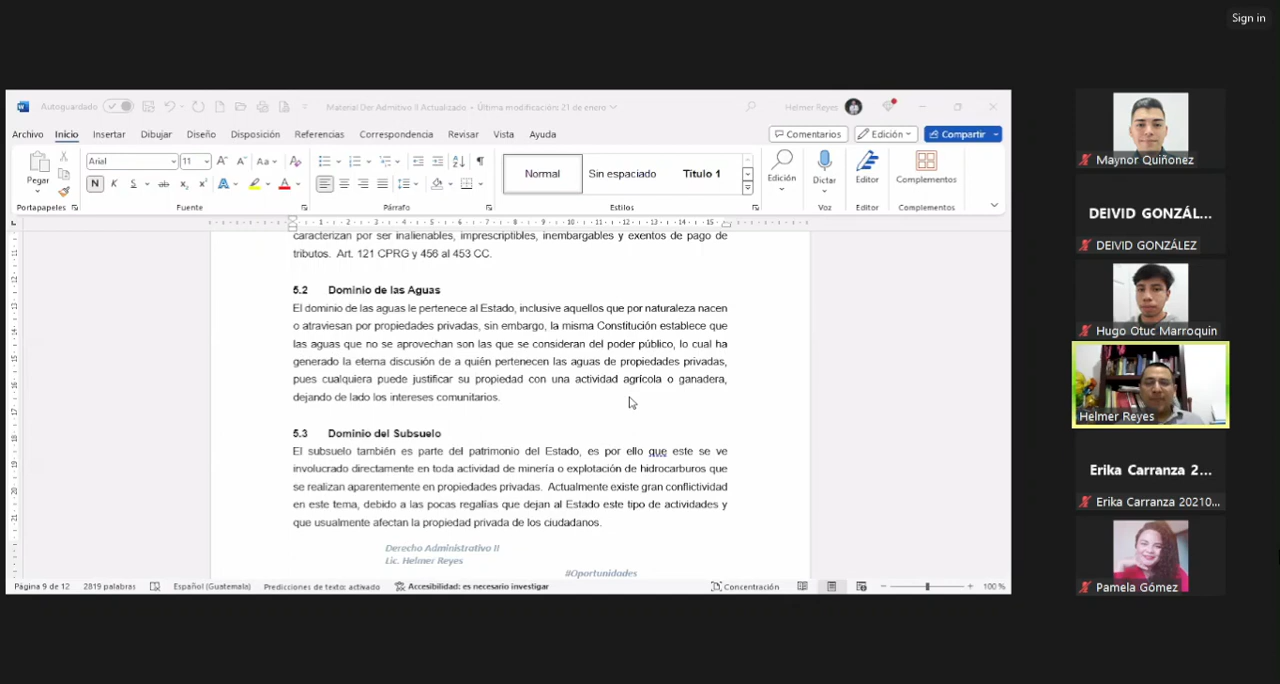 Sign in
Autoguardado
Material Der Admitivo II Actualizado • Última modificación: 21 de enero
Helmer Reyes
Archivo Inicio Insertar Dibujar Diseño Disposición Referencias Correspondencia Revisar Vista Ayuda
Comentarios Edición Compartir
Pegar
Arial 11
N K S
Normal Sin espaciado Título 1
Edición Dictar Editor Complementos
Portapapeles Fuente Párrafo Estilos Voz Editor Complementos
caracterizan por ser inalienables, imprescriptibles, inembargables y exentos de pago de
tributos. Art. 121 CPRG y 456 al 453 CC.
5.2 Dominio de las Aguas
El dominio de las aguas le pertenece al Estado, inclusive aquellos que por naturaleza nacen
o atraviesan por propiedades privadas, sin embargo, la misma Constitución establece que
las aguas que no se aprovechan son las que se consideran del poder público, lo cual ha
generado la eterna discusión de a quién pertenecen las aguas de propiedades privadas,
pues cualquiera puede justificar su propiedad con una actividad agrícola o ganadera,
dejando de lado los intereses comunitarios.
5.3 Dominio del Subsuelo
El subsuelo también es parte del patrimonio del Estado, es por ello que este se ve
involucrado directamente en toda actividad de minería o explotación de hidrocarburos que
se realizan aparentemente en propiedades privadas. Actualmente existe gran conflictividad
en este tema, debido a las pocas regalías que dejan al Estado este tipo de actividades y
que usualmente afectan la propiedad privada de los ciudadanos.
Derecho Administrativo II
Lic. Helmer Reyes
#Oportunidades
Página 9 de 12 2819 palabras Español (Guatemala) Predicciones de texto: activado Accesibilidad: es necesario investigar Concentración 100 %
Maynor Quiñonez
DEIVID GONZÁL...
DEIVID GONZÁLEZ
Hugo Otuc Marroquin
Helmer Reyes
Erika Carranza 2...
Erika Carranza 20210...
Pamela Gómez